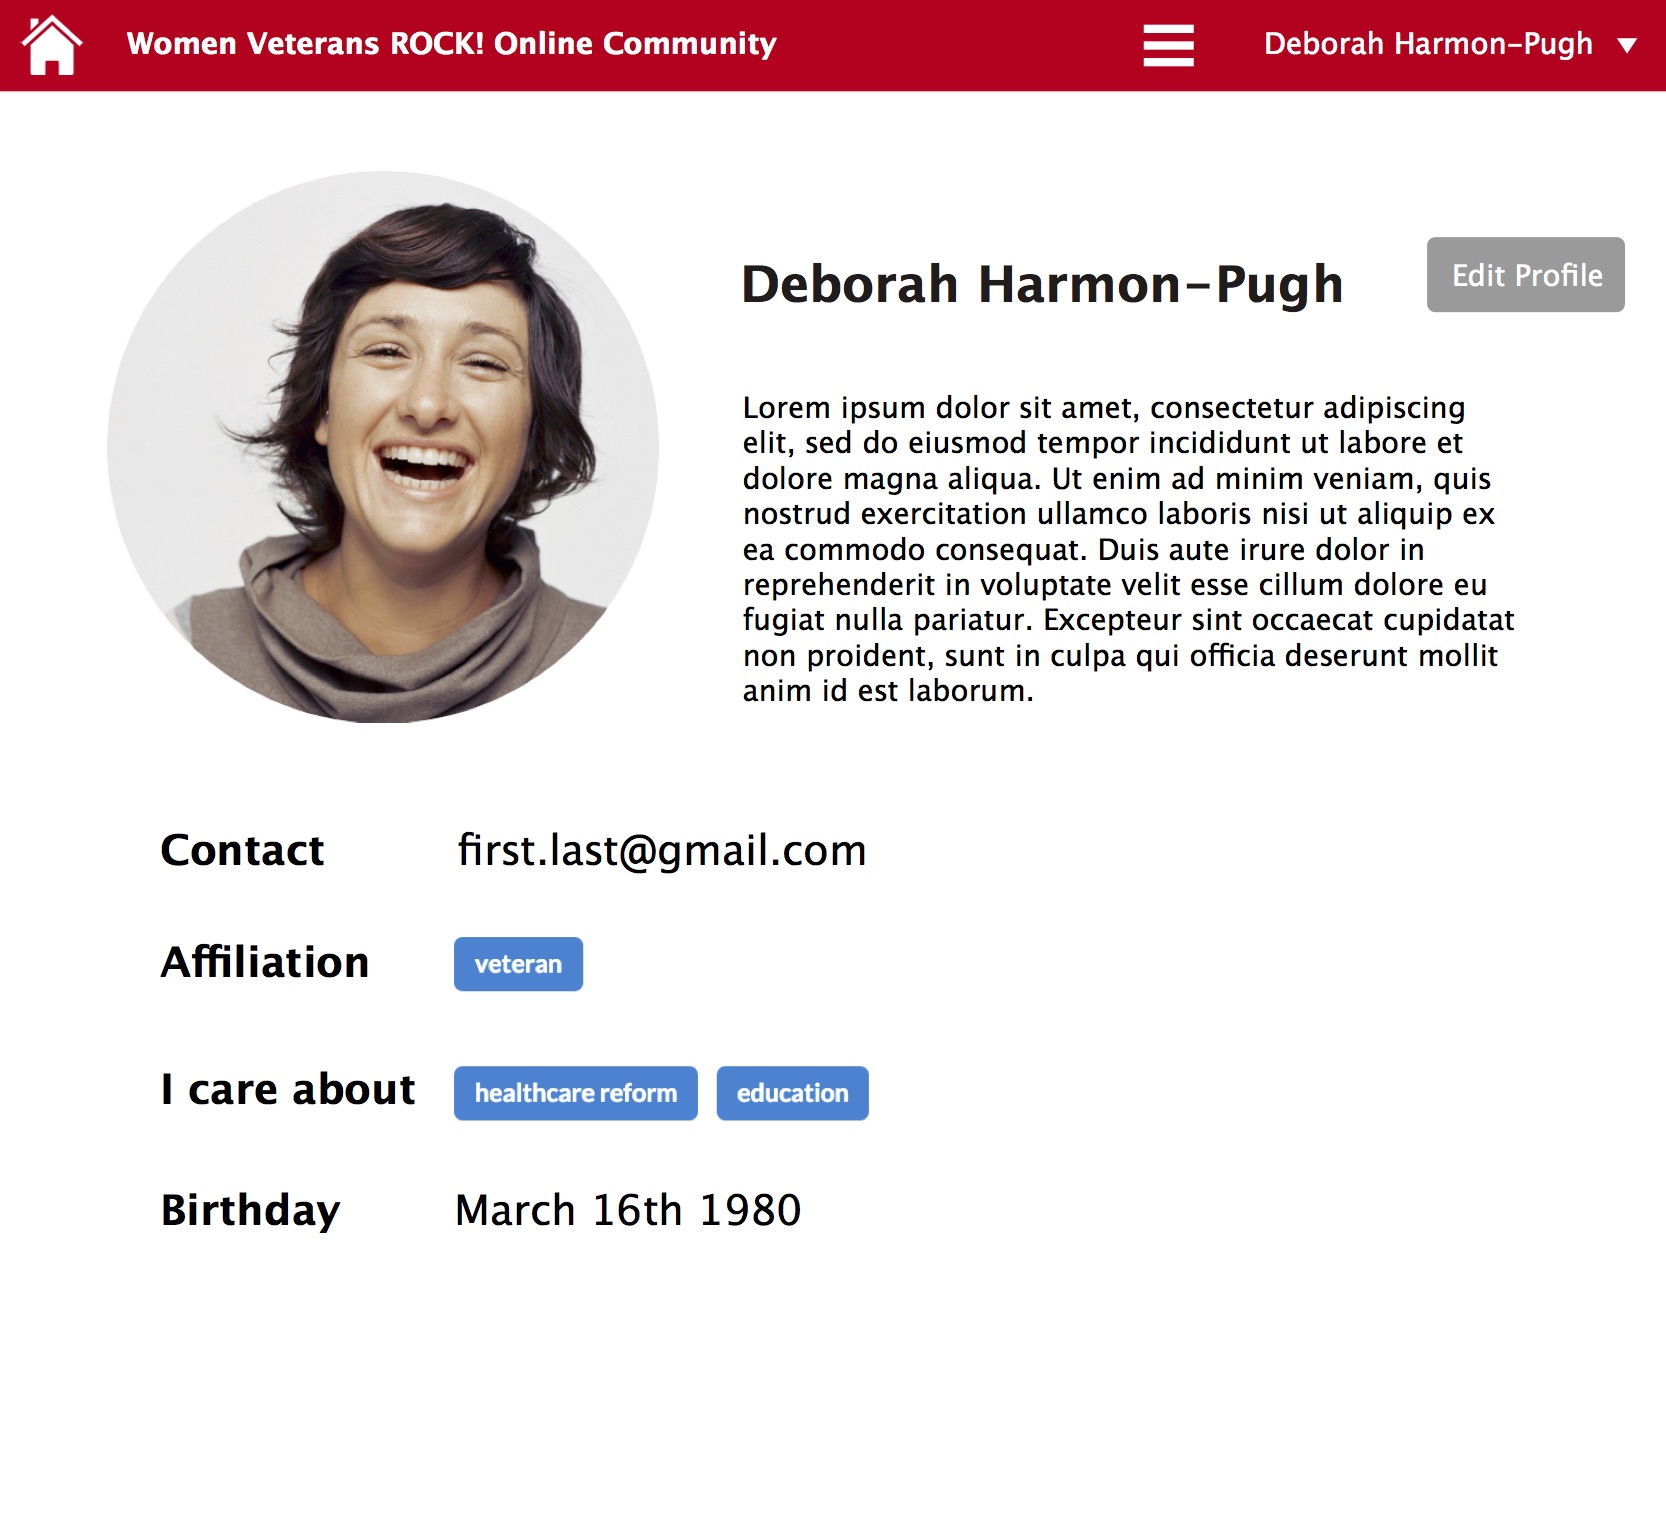 Women Veterans ROCK! Online Community
Deborah Harmon-Pugh
Deborah Harmon-Pugh
Edit Profile
Lorem ipsum dolor sit amet, consectetur adipiscing
elit, sed do eiusmod tempor incididunt ut labore et
dolore magna aliqua. Ut enim ad minim veniam, quis
nostrud exercitation ullamco laboris nisi ut aliquip ex
ea commodo consequat. Duis aute irure dolor in
reprehenderit in voluptate velit esse cillum dolore eu
fugiat nulla pariatur. Excepteur sint occaecat cupidatat
non proident, sunt in culpa qui officia deserunt mollit
anim id est laborum.
Contact first.last@gmail.com
Affiliation veteran
I care about healthcare reform education
Birthday March 16th 1980